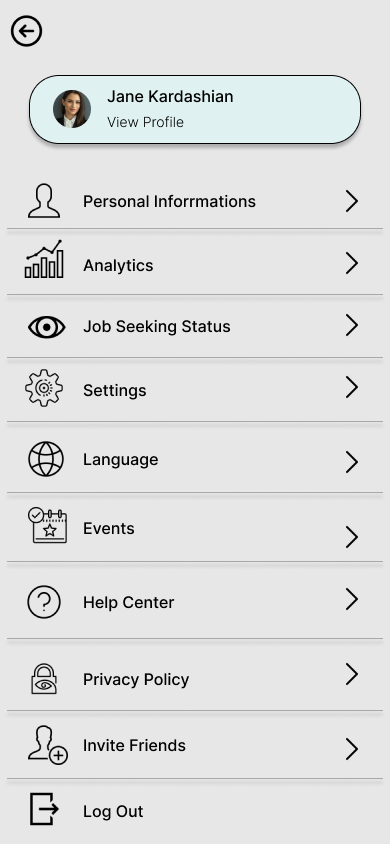 Jane Kardashian
View Profile
Personal Inforrmations
Analytics
Job Seeking Status
Settings
Language
Events
Help Center
Privacy Policy
Invite Friends
Log Out